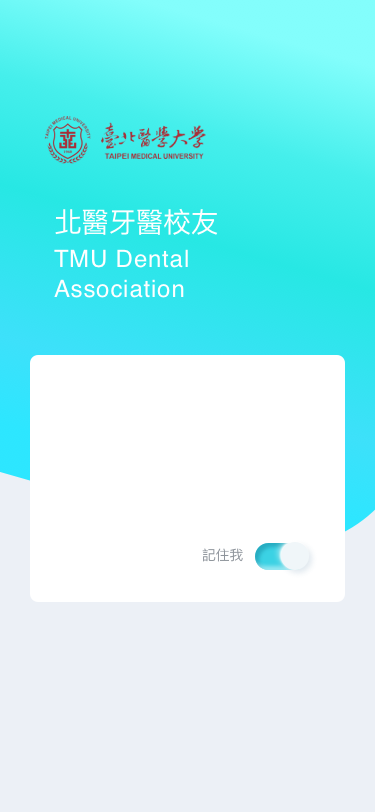 TAIPEI MEDICAL UNIVERSITY
臺北醫學大学
TAIPEI MEDICAL UNIVERSITY
北醫牙醫校友
TMU Dental
Association
記住我